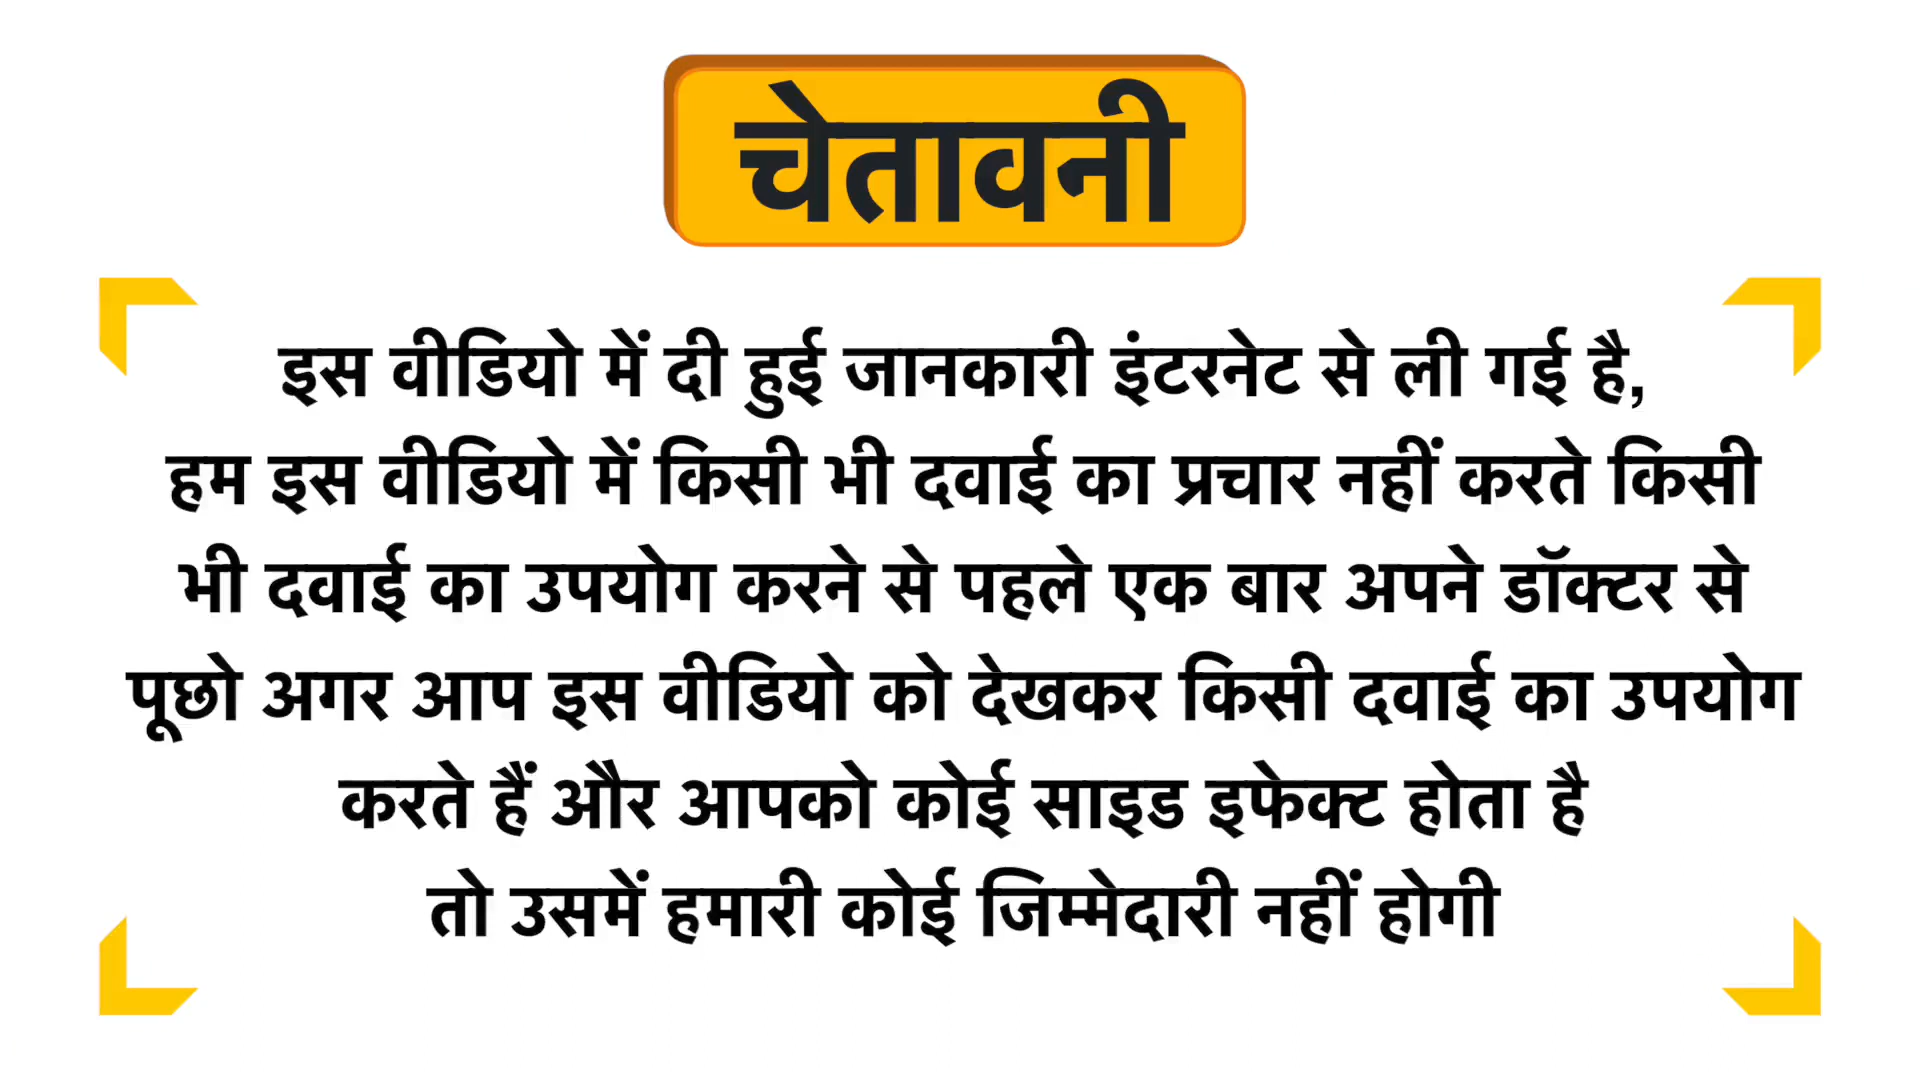 चेतावनी
इस वीडियो में दी हुई जानकारी इंटरनेट से ली गई है,
हम इस वीडियो में किसी भी दवाई का प्रचार नहीं करते किसी
भी दवाई का उपयोग करने से पहले एक बार अपने डॉक्टर से
पूछो अगर आप इस वीडियो को देखकर किसी दवाई का उपयोग
करते हैं और आपको कोई साइड इफेक्ट होता है
तो उसमें हमारी कोई जिम्मेदारी नहीं होगी